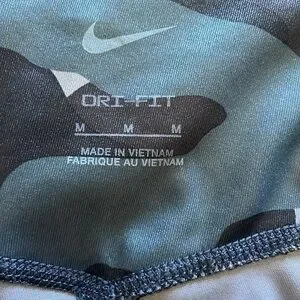 DRI-FIT
M M M
MADE IN VIETNAM
FABRIQUE AU VIETNAM